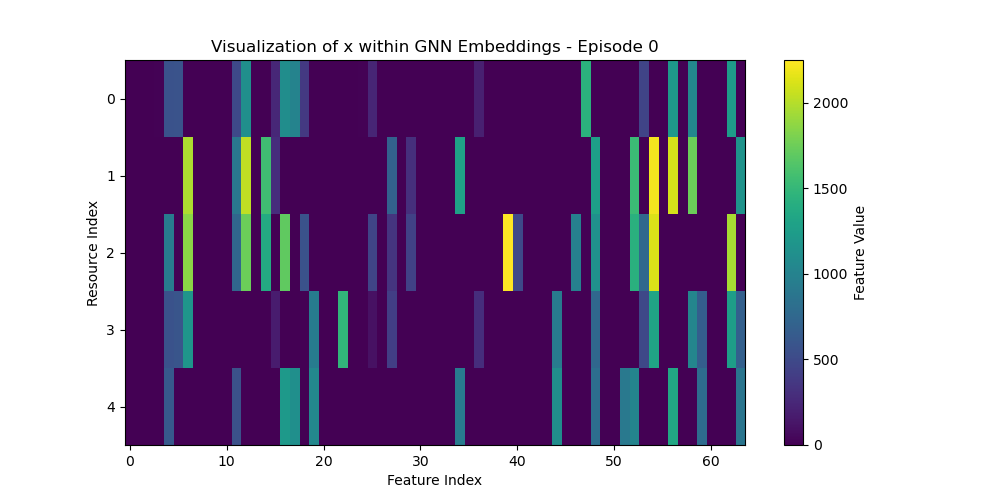 Visualization of x within GNN Embeddings - Episode 0
Resource Index
0
1
2
3
4
0 10 20 30 40 50 60
Feature Index
2000
1500
1000
500
0
Feature Value